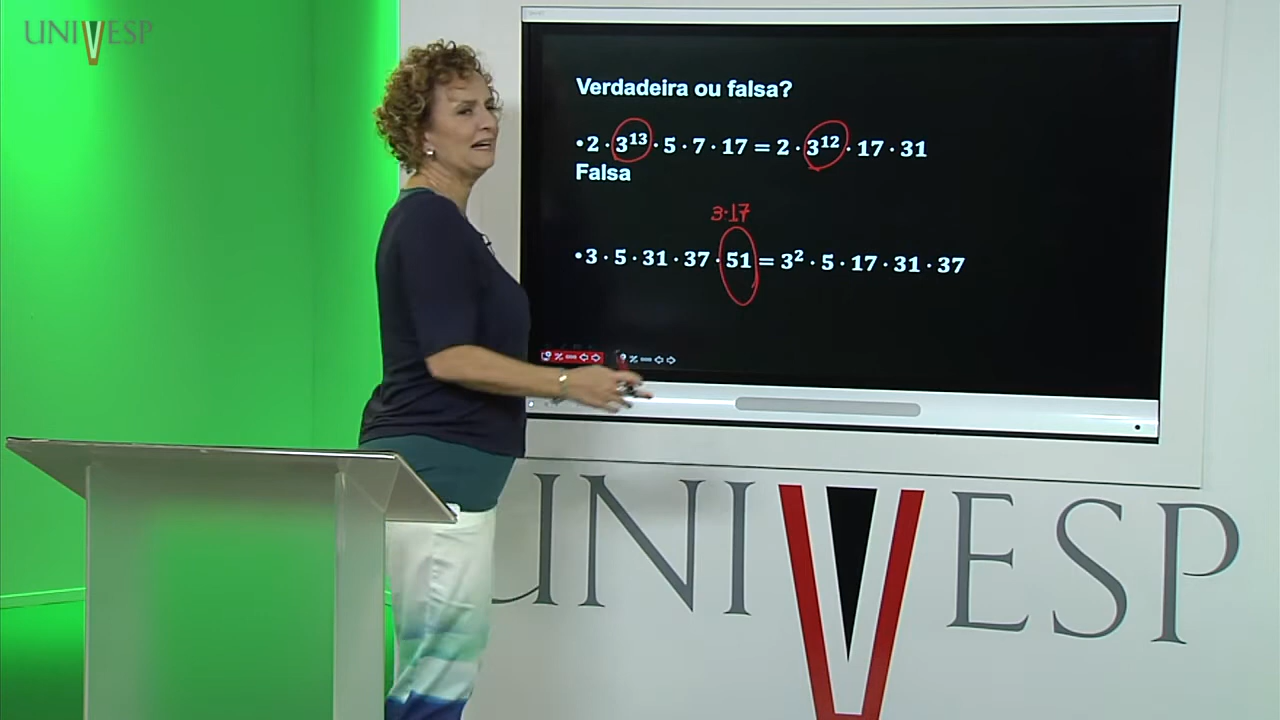 UNIVESP
Verdadeira ou falsa?
•2 · 3¹³ · 5 · 7 · 17 = 2 · 3¹² · 17 · 31
Falsa
3·17
•3 · 5 · 31 · 37 · 51 = 3² · 5 · 17 · 31 · 37
UNIVESP